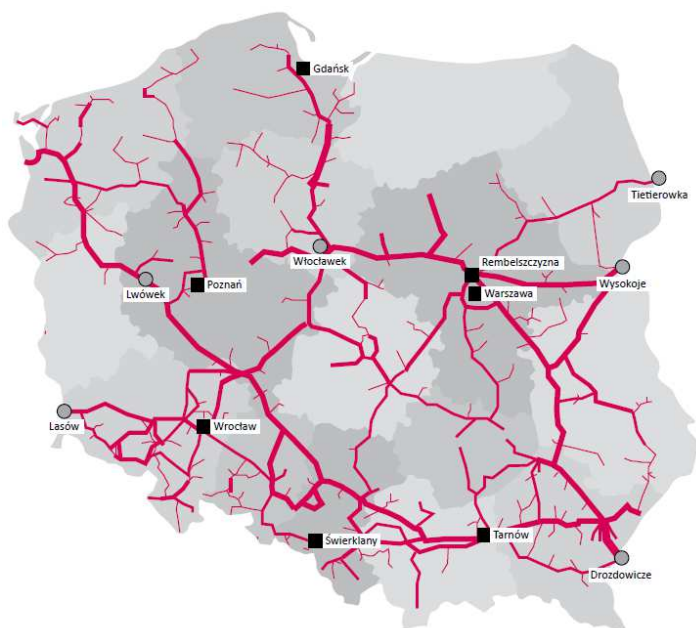 Gdańsk
Tietierowka
Włocławek
Rembelszczyzna
Wysokoje
Lwówek
Poznań
Warszawa
Lasów
Wrocław
Świerklany
Tarnów
Drozdowicze